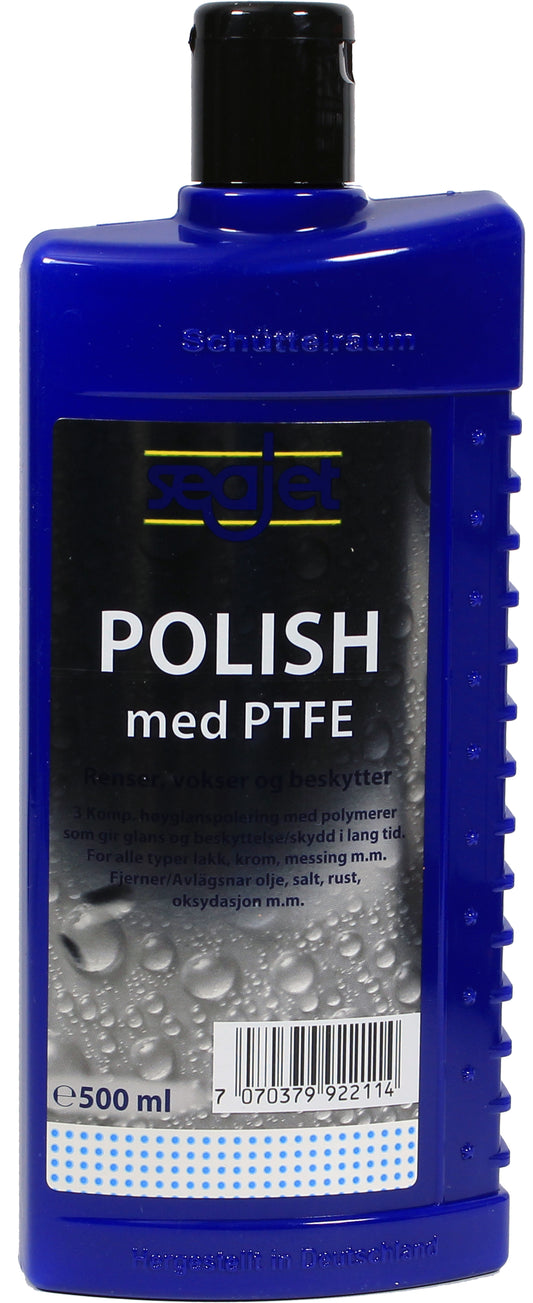 Schüttelraum
seajet
POLISH
med PTFE
Renser, vokser og beskytter
3 Komp. høyglanspolering med polymerer
som gir glans og beskyttelse/skydd i lang tid.
For alle typer lakk, krom, messing m.m.
Fjerner/Avlägsnar olje, salt, rust,
oksydasjon m.m.
℮500 ml
7 070379 922114
Hergestellt in Deutschland